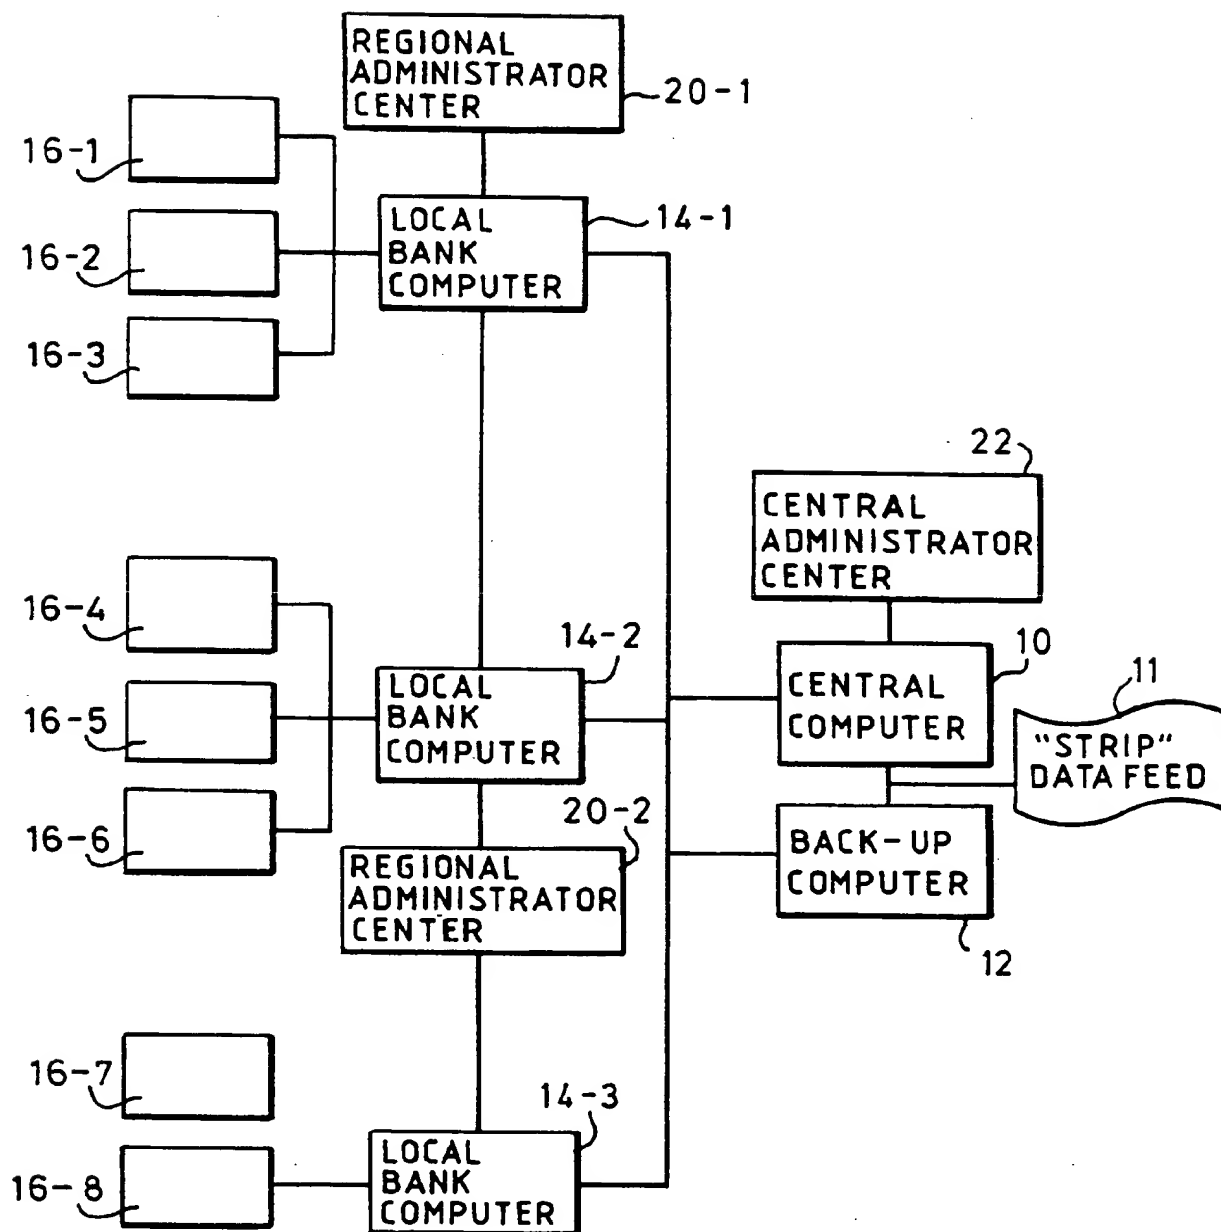 REGIONAL
ADMINISTRATOR
CENTER
20-1
16-1
LOCAL
BANK
COMPUTER
14-1
16-2
16-3
22
CENTRAL
ADMINISTRATOR
CENTER
16-4
14-2
10
LOCAL
BANK
COMPUTER
CENTRAL
COMPUTER
11
"STRIP"
DATA FEED
16-5
16-6
20-2
REGIONAL
ADMINISTRATOR
CENTER
BACK-UP
COMPUTER
12
16-7
14-3
LOCAL
BANK
COMPUTER
16-8